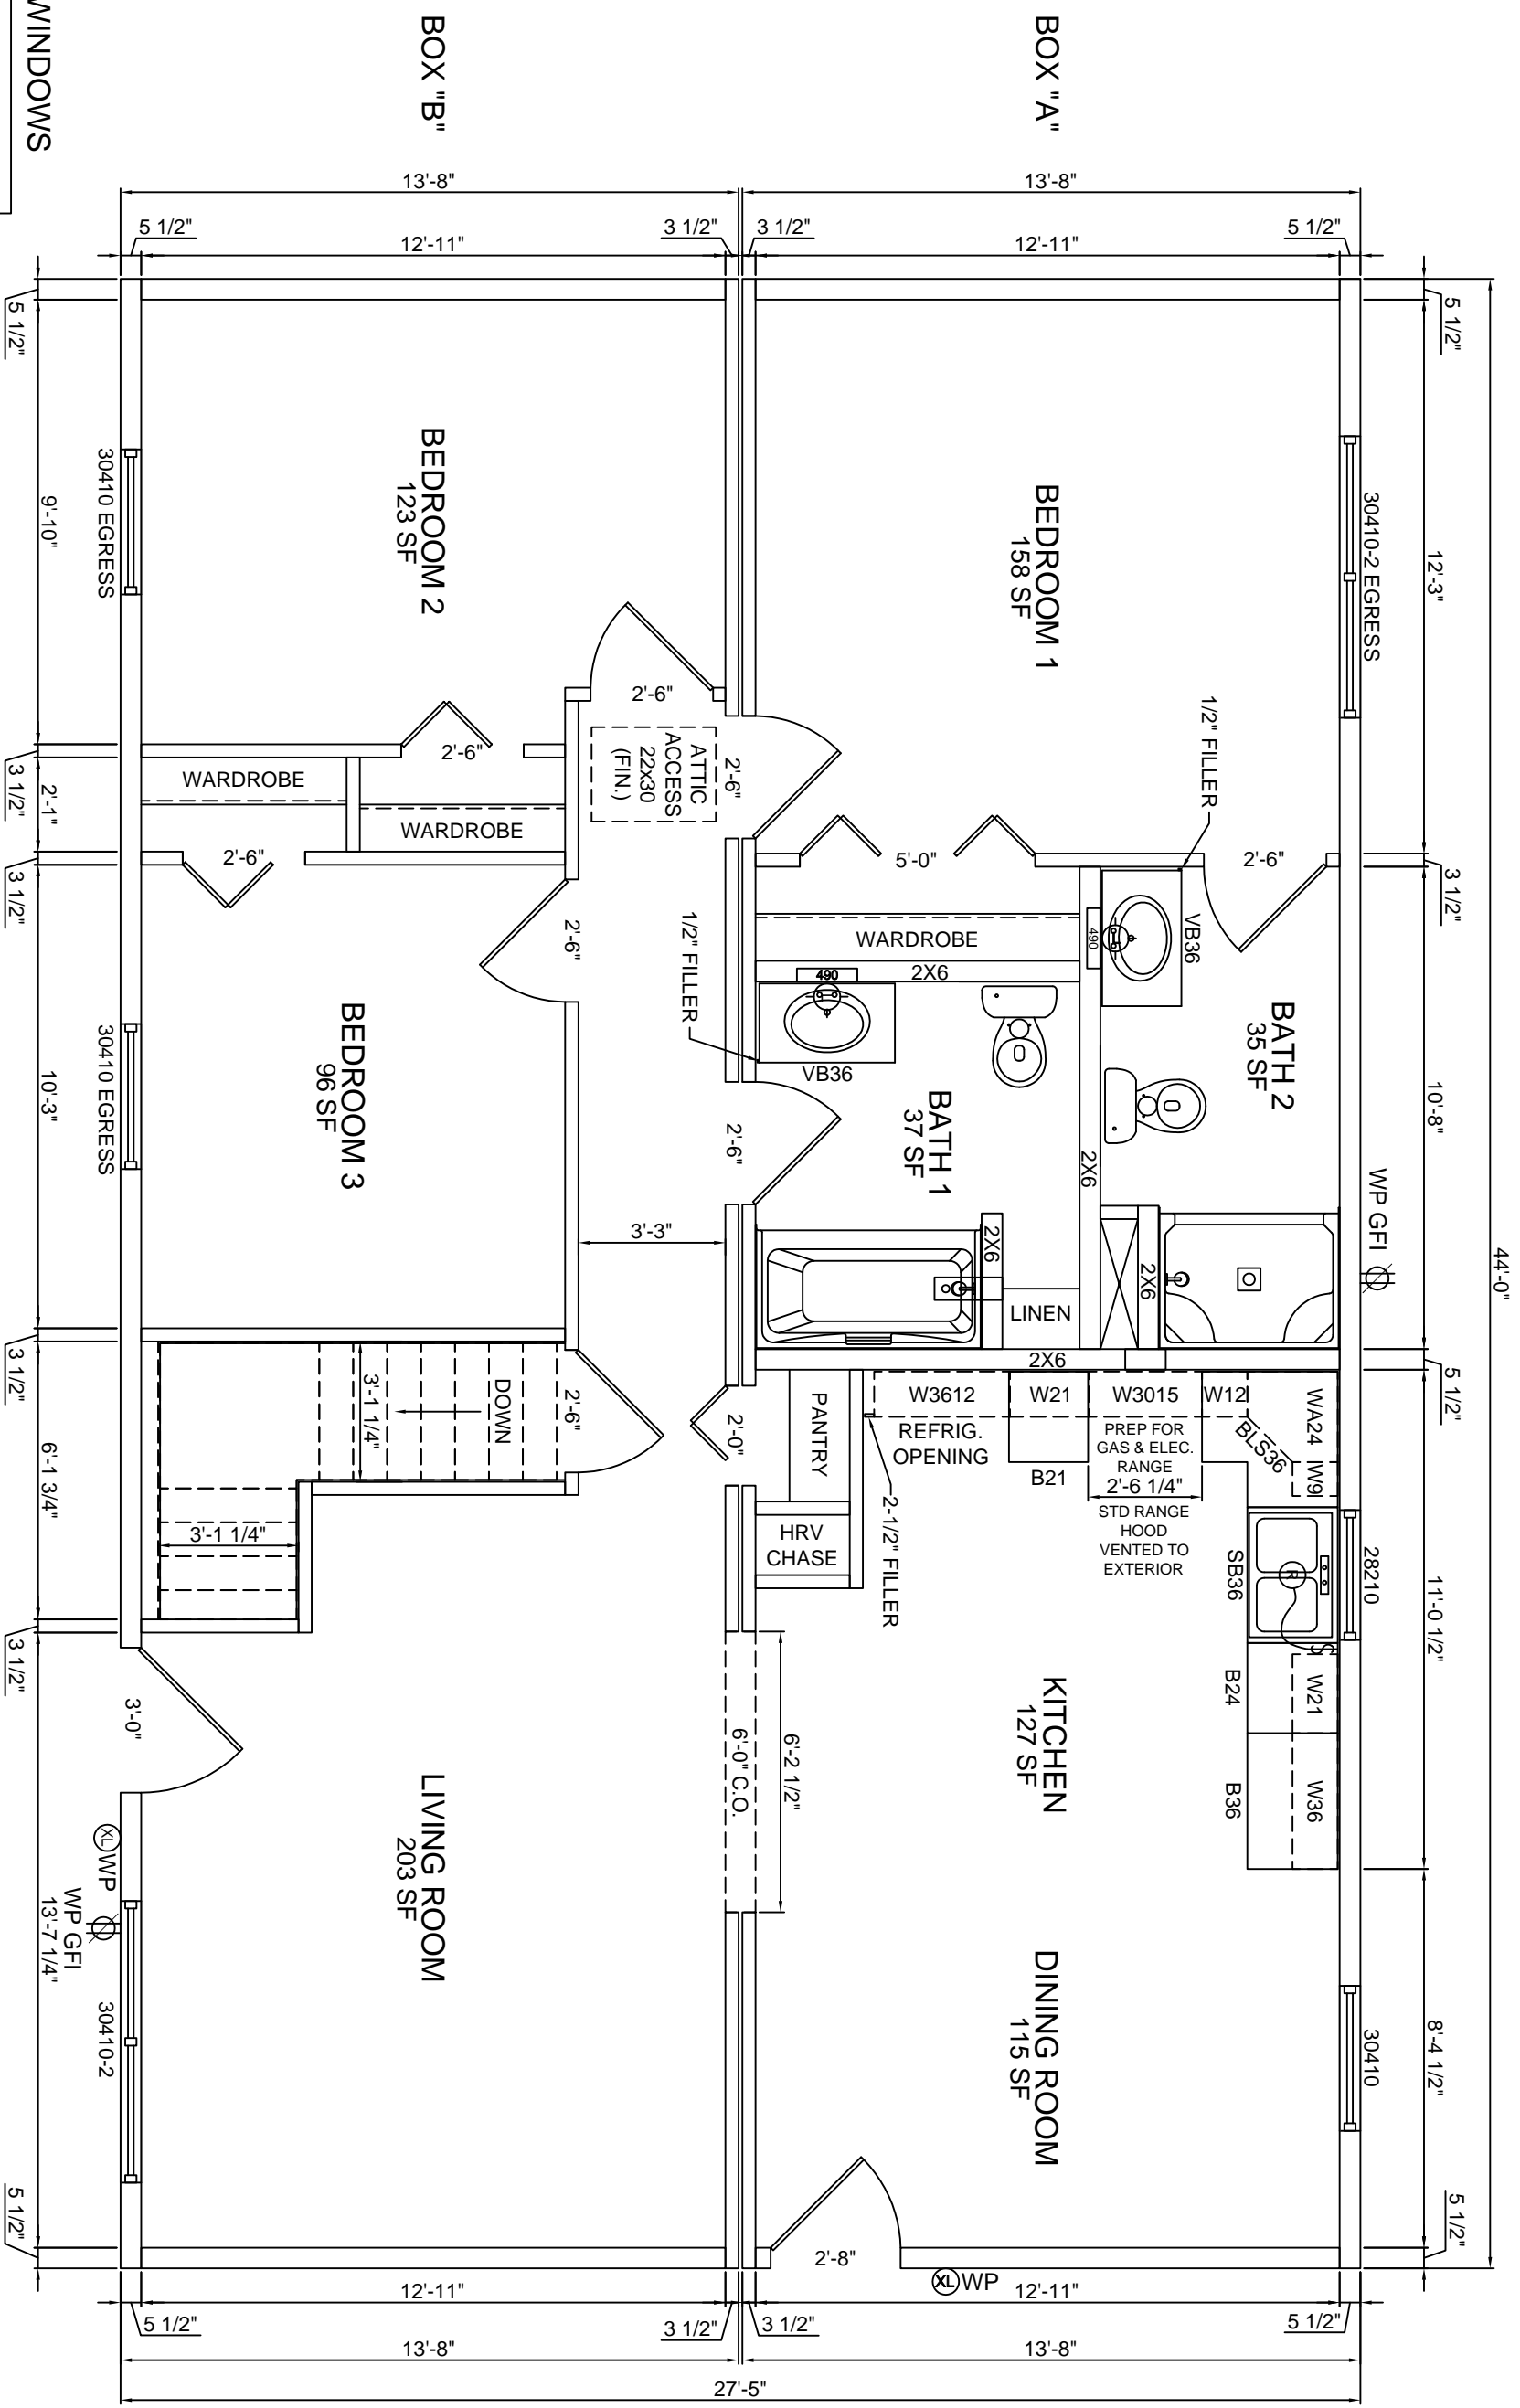 WINDOWS
BOX "B"
BOX "A"
13'-8"
13'-8"
5 1/2"
12'-11"
3 1/2"
3 1/2"
12'-11"
5 1/2"
44'-0"
5 1/2"
12'-3"
3 1/2"
10'-8"
5 1/2"
11'-0 1/2"
8'-4 1/2"
5 1/2"
30410-2 EGRESS
WP GFI
28210
30410
BEDROOM 1
158 SF
1/2" FILLER
2'-6"
5'-0"
2'-6"
WARDROBE
2X6
490
VB36
BATH 2
35 SF
2X6
2X6
490
VB36
1/2" FILLER
BATH 1
37 SF
2'-6"
2X6
LINEN
2X6
PANTRY
HRV
CHASE
2'-0"
W3612
REFRIG.
OPENING
2-1/2" FILLER
W21
B21
W3015
PREP FOR
GAS & ELEC.
RANGE
2'-6 1/4"
STD RANGE
HOOD
VENTED TO
EXTERIOR
W12
WA24
BLS36
W9
SB36
R
S
B24
W21
B36
W36
KITCHEN
127 SF
6'-2 1/2"
6'-0" C.O.
DINING ROOM
115 SF
2'-8"
XL
WP
BEDROOM 2
123 SF
2'-6"
2'-6"
ATTIC
ACCESS
22x30
(FIN.)
WARDROBE
WARDROBE
2'-6"
2'-6"
BEDROOM 3
96 SF
3'-3"
2'-6"
DOWN
3'-1 1/4"
3'-1 1/4"
LIVING ROOM
203 SF
3'-0"
XL
WP
WP GFI
30410-2
30410 EGRESS
30410 EGRESS
5 1/2"
9'-10"
3 1/2"
2'-1"
3 1/2"
10'-3"
3 1/2"
6'-1 3/4"
3 1/2"
13'-7 1/4"
5 1/2"
5 1/2"
12'-11"
3 1/2"
3 1/2"
12'-11"
5 1/2"
13'-8"
13'-8"
27'-5"